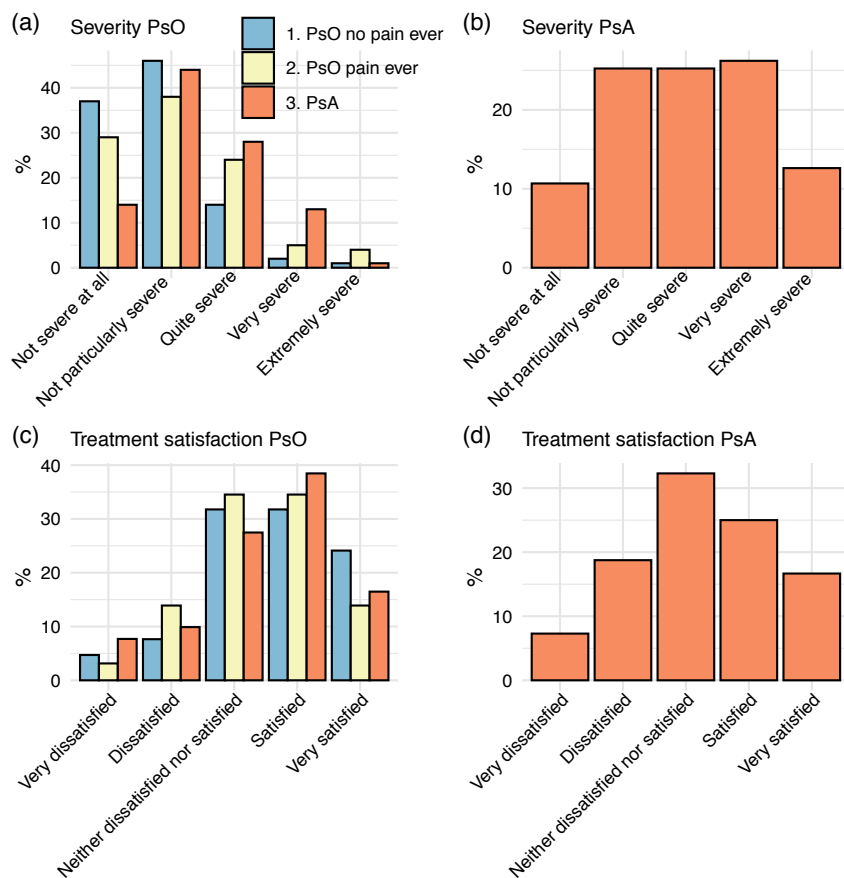 (a) Severity PsO
1. PsO no pain ever
2. PsO pain ever
3. PsA
%
40
30
20
10
0
Not severe at all
Not particularly severe
Quite severe
Very severe
Extremely severe
(b) Severity PsA
%
20
10
0
Not severe at all
Not particularly severe
Quite severe
Very severe
Extremely severe
(c) Treatment satisfaction PsO
%
40
30
20
10
0
Very dissatisfied
Dissatisfied
Neither dissatisfied nor satisfied
Satisfied
Very satisfied
(d) Treatment satisfaction PsA
%
30
20
10
0
Very dissatisfied
Dissatisfied
Neither dissatisfied nor satisfied
Satisfied
Very satisfied